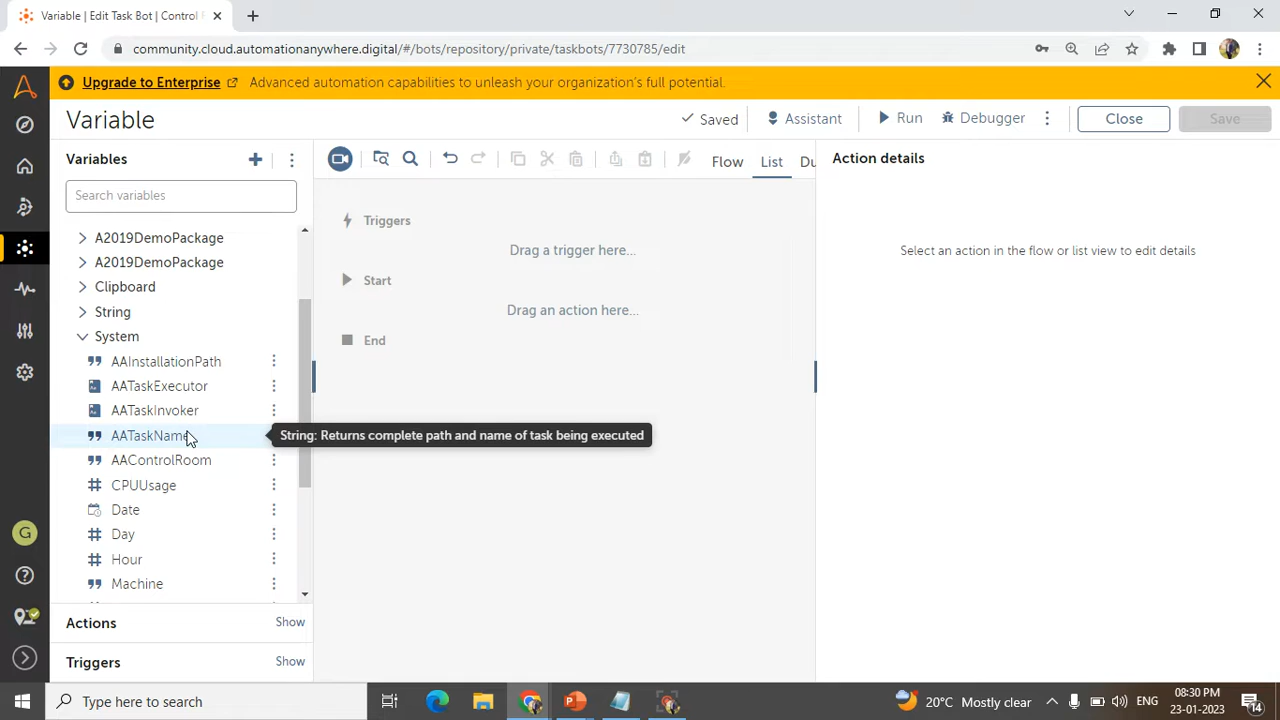 Variable | Edit Task Bot | Control
community.cloud.automationanywhere.digital/#/bots/repository/private/taskbots/7730785/edit
Upgrade to Enterprise Advanced automation capabilities to unleash your organization's full potential.
Variable
Saved
Assistant
Run
Debugger
Close
Save
Variables
Flow
List
Du
Action details
Search variables
A2019DemoPackage
A2019DemoPackage
Clipboard
String
System
AAInstallationPath
AATaskExecutor
AATaskInvoker
AATaskName
AAControlRoom
CPUUsage
Date
Day
Hour
Machine
Triggers
Drag a trigger here...
Start
Drag an action here...
End
String: Returns complete path and name of task being executed
Select an action in the flow or list view to edit details
Actions Show
Triggers Show
G
Type here to search
20°C Mostly clear
ENG
08:30 PM
23-01-2023
14